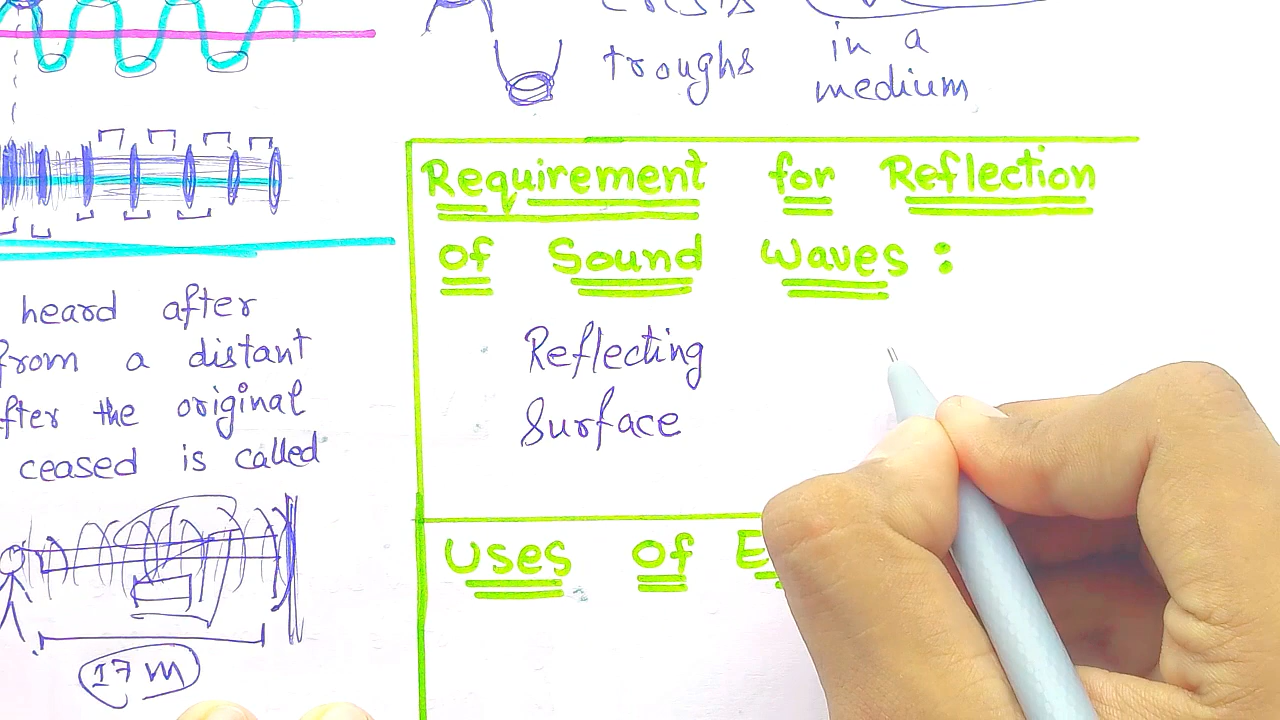 troughs
in a
medium
Requirement for Reflection
of Sound Waves :
Reflecting
Surface
heard after
from a distant
after the original
ceased is called
17 m
Uses of